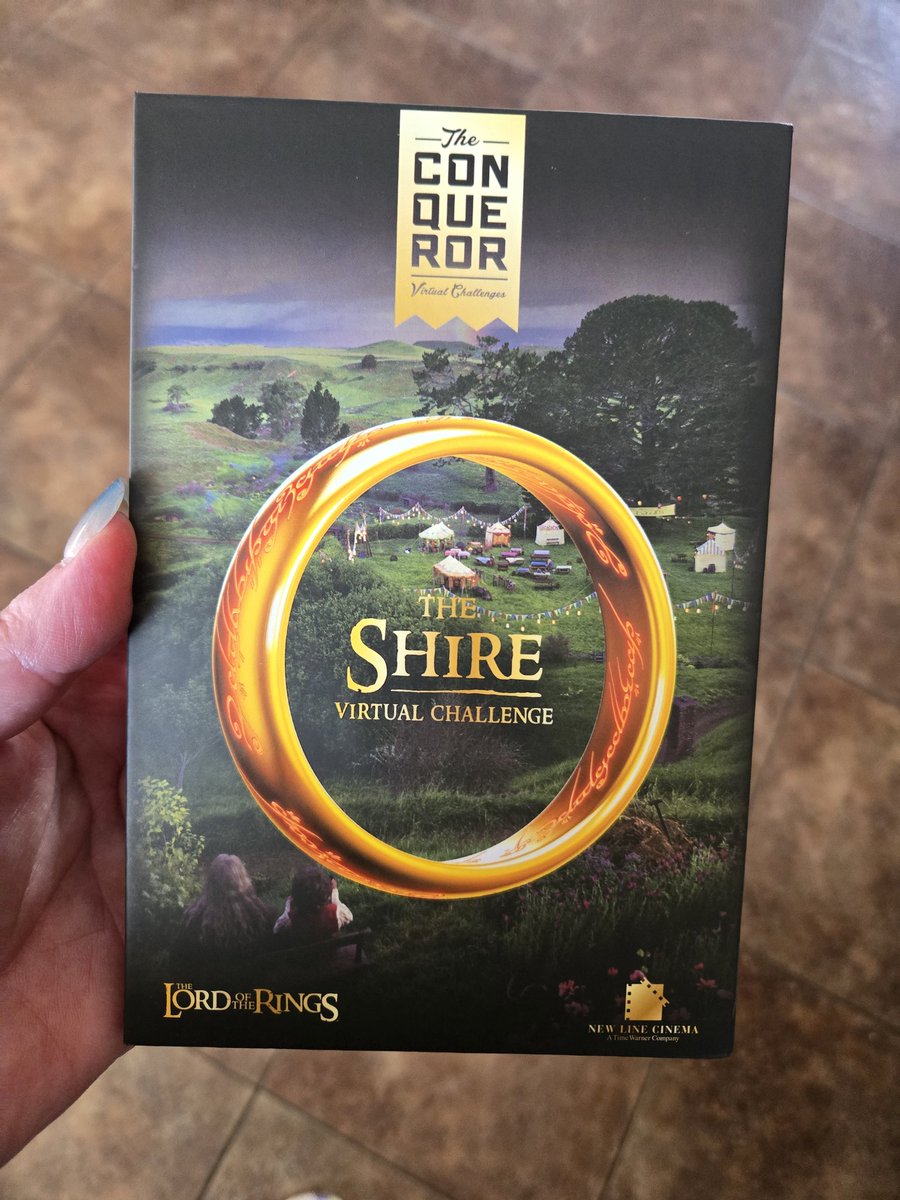 The
CON
QUE
ROR
Virtual Challenges
THE
SHIRE
VIRTUAL CHALLENGE
THE
LORD OF THE RINGS
NEW LINE CINEMA
A Time Warner Company